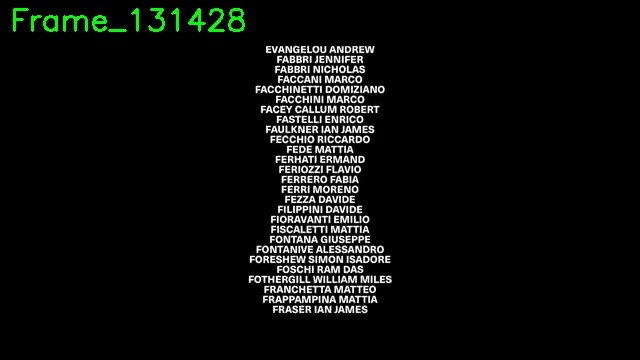 Frame_131428
EVANGELOU ANDREW
FABBRI JENNIFER
FABBRI NICHOLAS
FACCANI MARCO
FACCHINETTI DOMIZIANO
FACCHINI MARCO
FACEY CALLUM ROBERT
FASTELLI ENRICO
FAULKNER IAN JAMES
FECCHIO RICCARDO
FEDE MATTIA
FERHATI ERMAND
FERIOZZI FLAVIO
FERRERO FABIA
FERRI MORENO
FEZZA DAVIDE
FILIPPINI DAVIDE
FIORAVANTI EMILIO
FISCALETTI MATTIA
FONTANA GIUSEPPE
FONTANIVE ALESSANDRO
FORESHEW SIMON ISADORE
FOSCHI RAM DAS
FOTHERGILL WILLIAM MILES
FRANCHETTA MATTEO
FRAPPAMPINA MATTIA
FRASER IAN JAMES